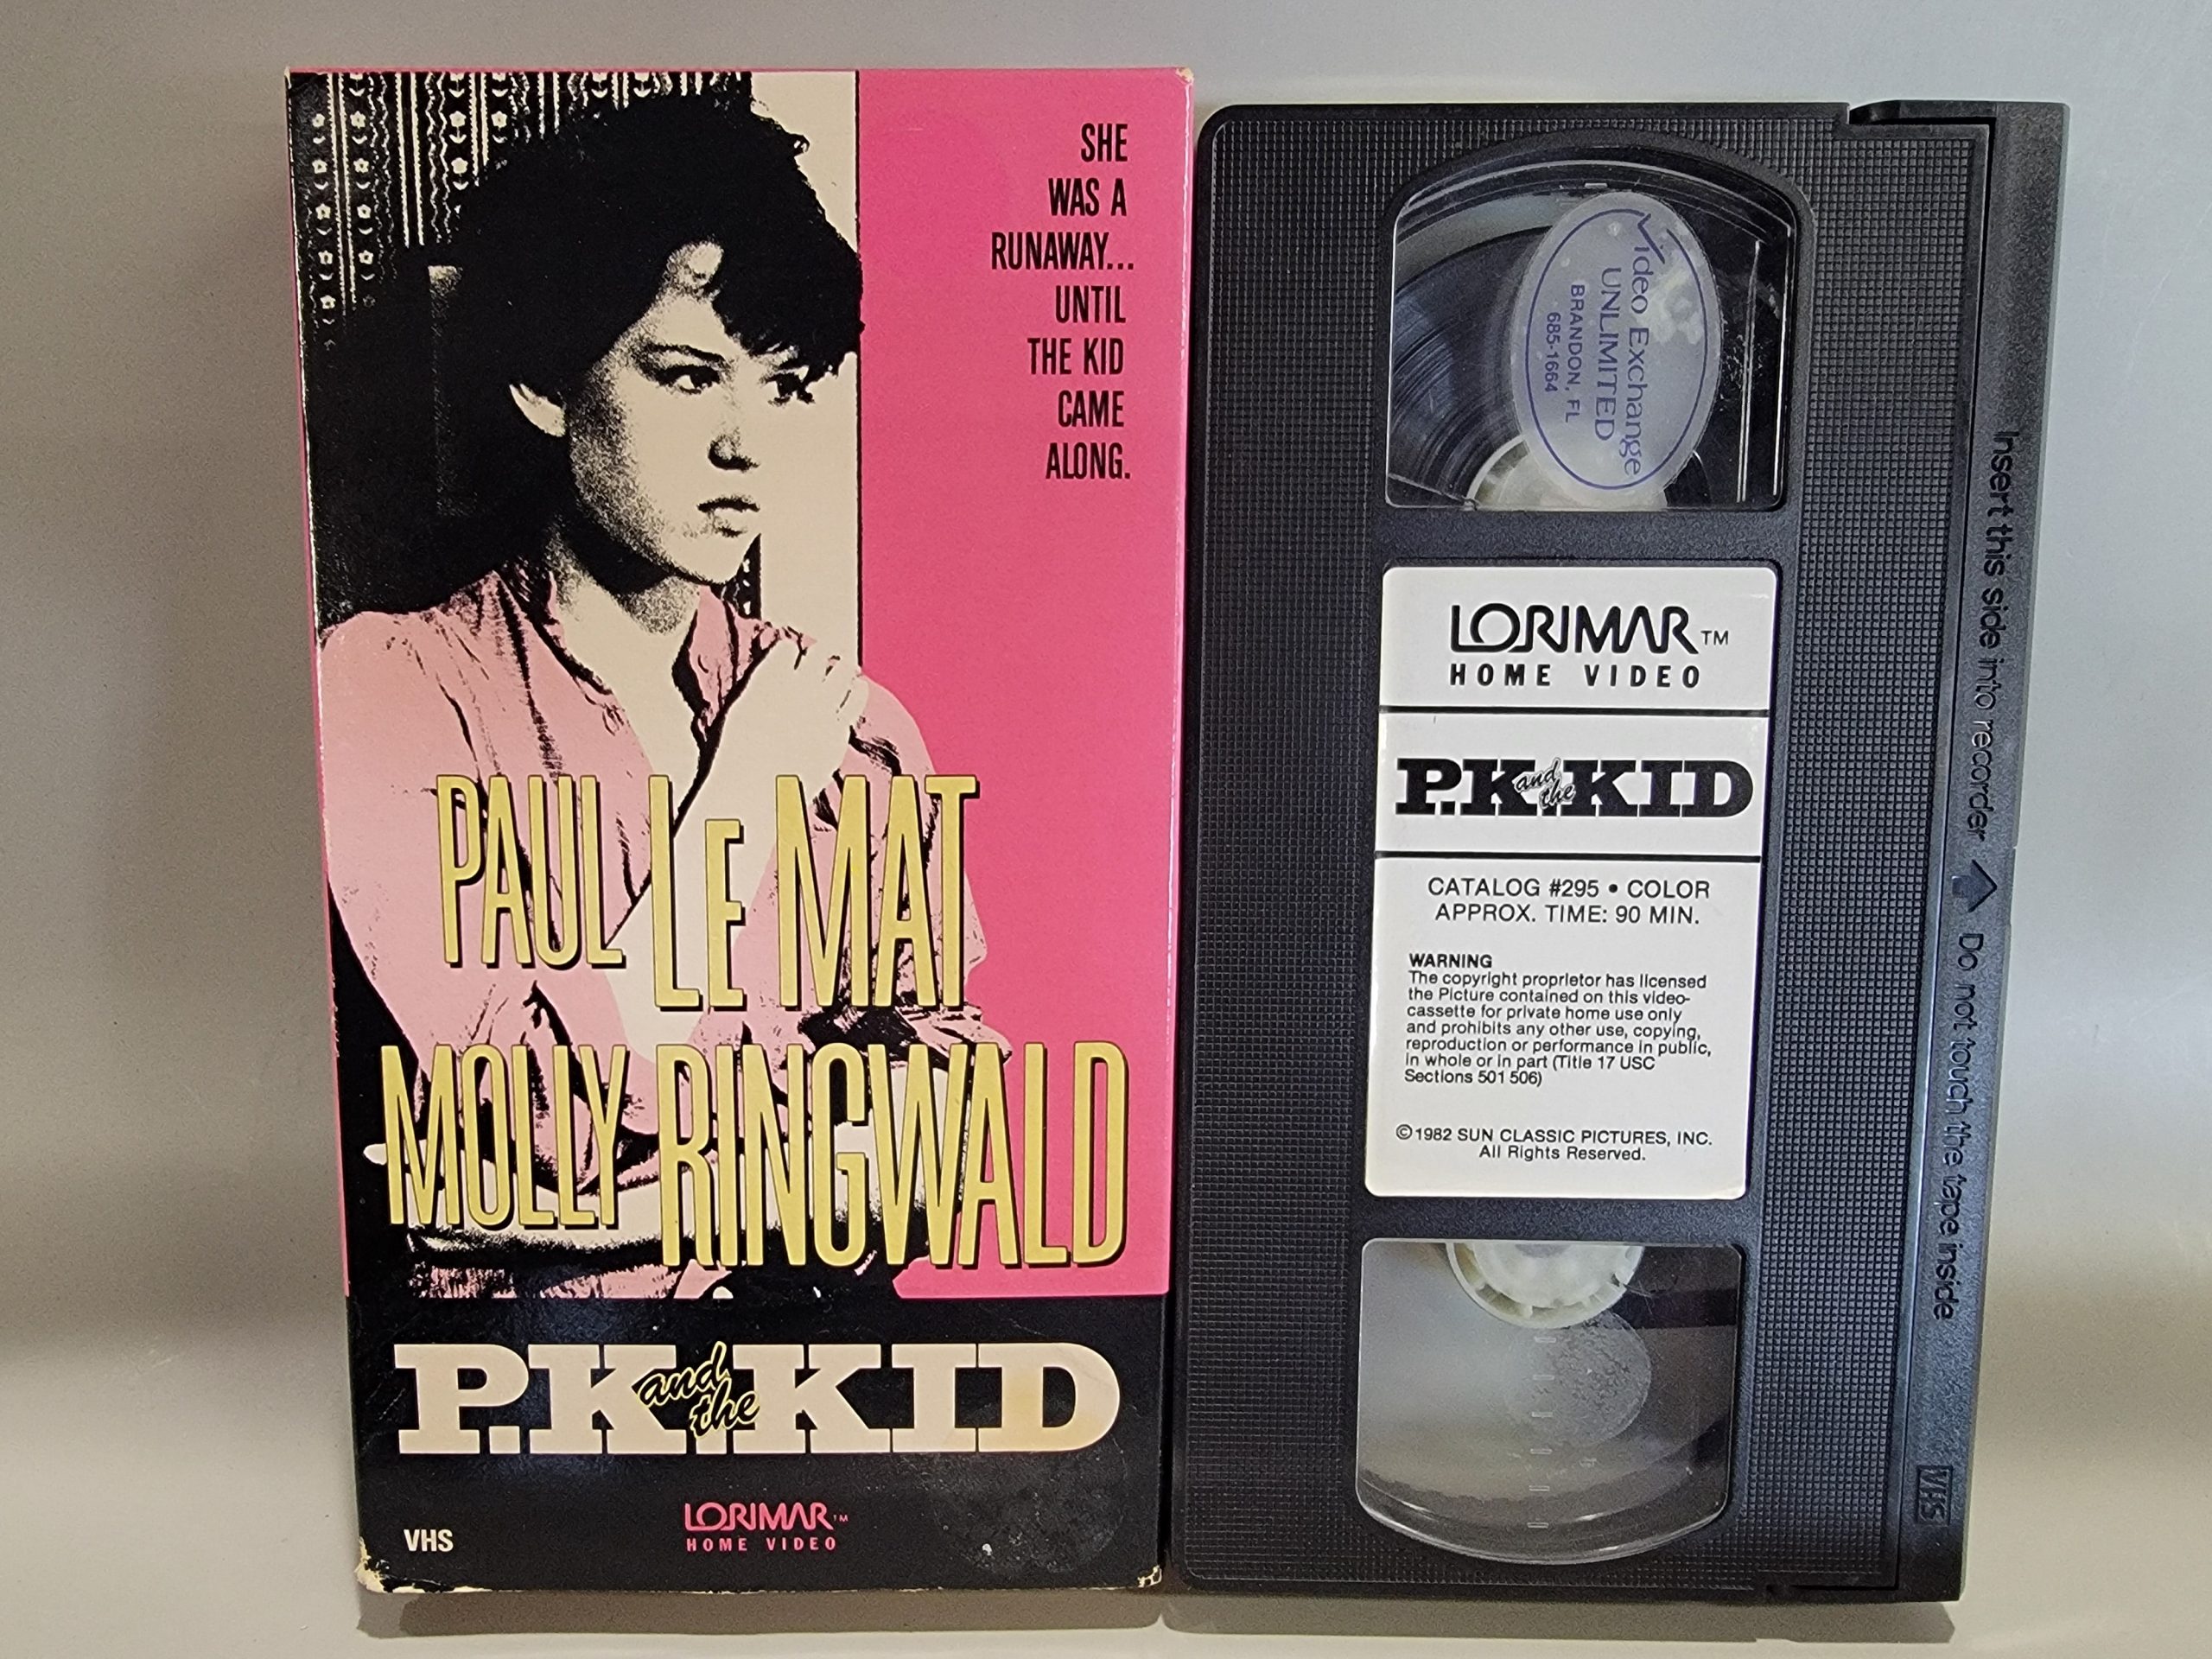 SHE
WAS A
RUNAWAY...
UNTIL
THE KID
CAME
ALONG.
PAUL LE MAT
MOLLY RINGWALD
P.K. and the KID
VHS
LORIMAR™
HOME VIDEO
Video Exchange
UNLIMITED
BRANDON, FL
685-1664
LORIMAR™
HOME VIDEO
P.K. and the KID
CATALOG #295 • COLOR
APPROX. TIME: 90 MIN.
WARNING
The copyright proprietor has licensed
the Picture contained on this video-
cassette for private home use only
and prohibits any other use, copying,
reproduction or performance in public,
in whole or in part (Title 17 USC
Sections 501 506)
©1982 SUN CLASSIC PICTURES, INC.
All Rights Reserved.
Insert this side into recorder Do not touch the tape inside
VHS